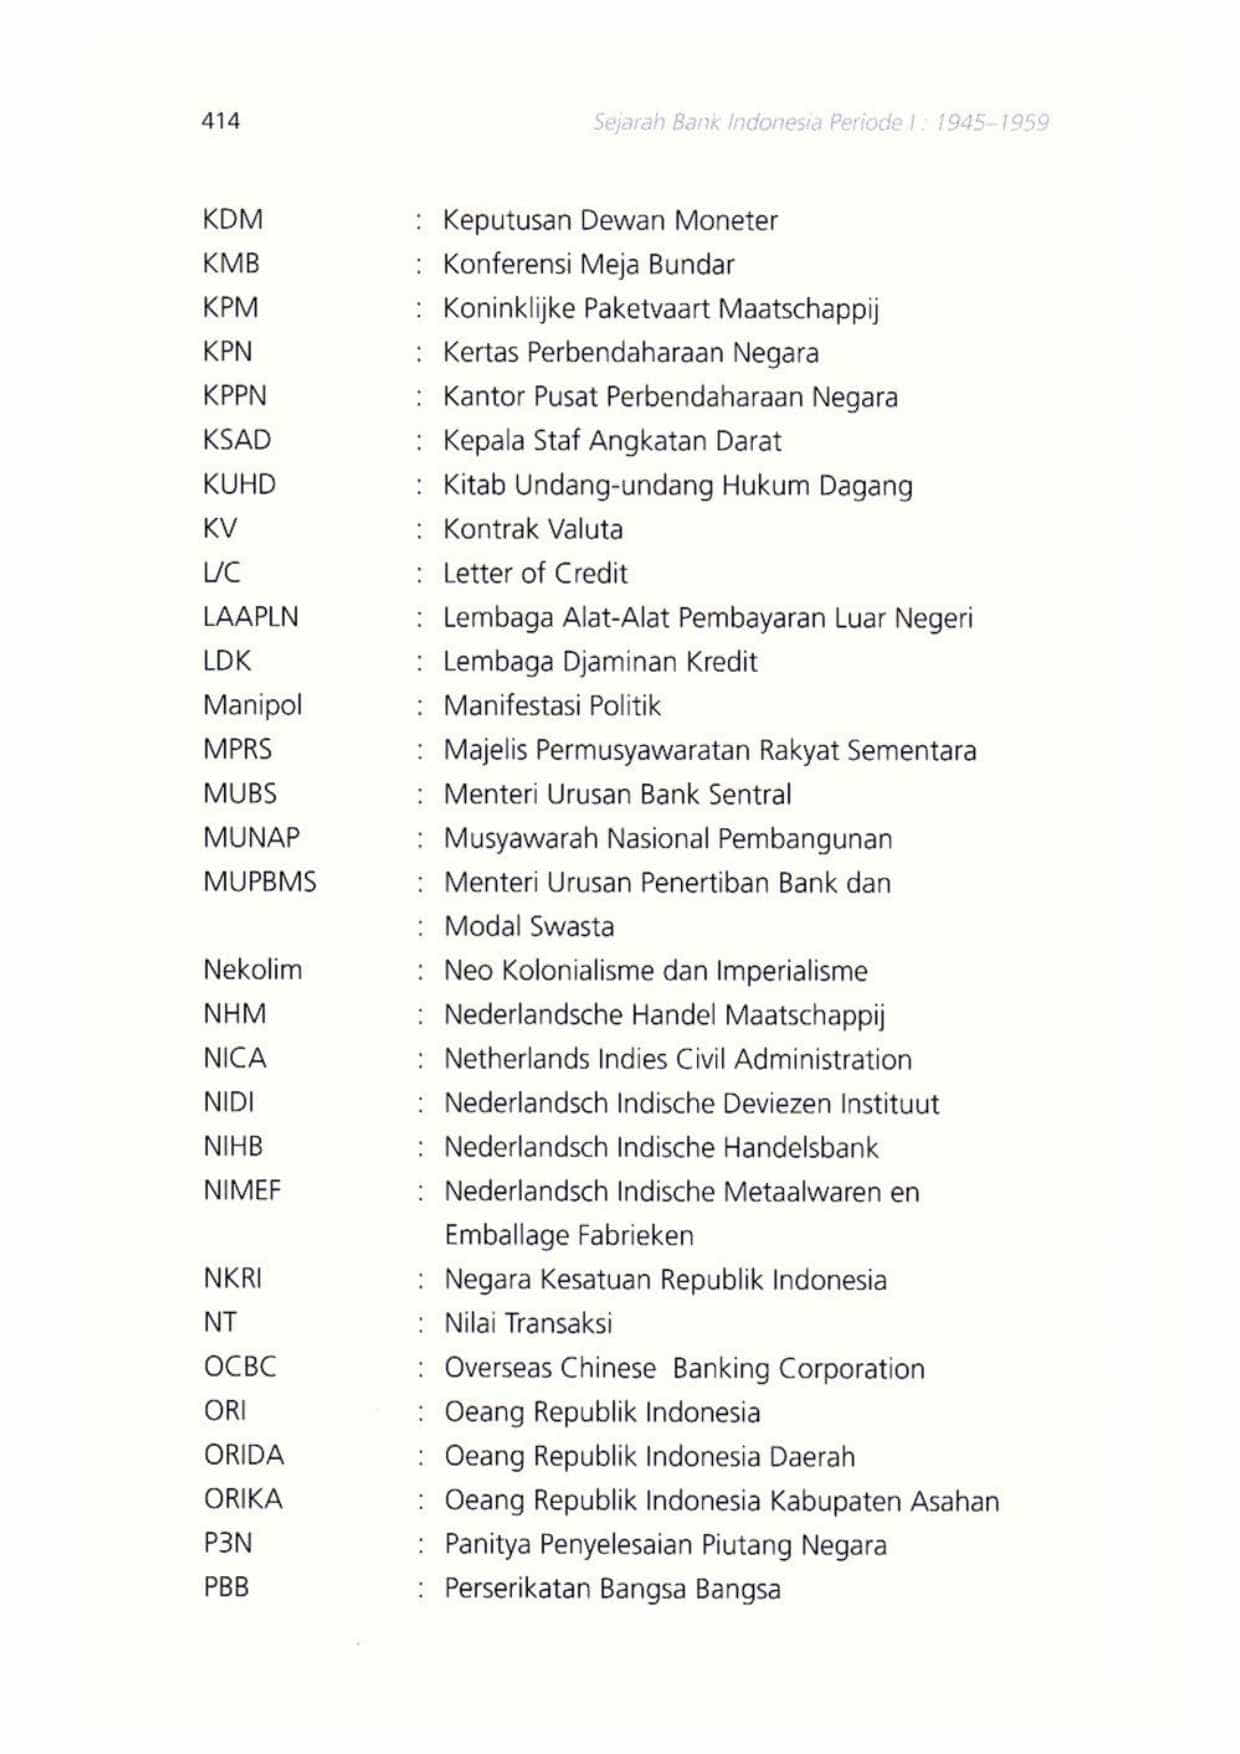 414 Sejarah Bank Indonesia Periode I : 1945–1959
KDM : Keputusan Dewan Moneter
KMB : Konferensi Meja Bundar
KPM : Koninklijke Paketvaart Maatschappij
KPN : Kertas Perbendaharaan Negara
KPPN : Kantor Pusat Perbendaharaan Negara
KSAD : Kepala Staf Angkatan Darat
KUHD : Kitab Undang-undang Hukum Dagang
KV : Kontrak Valuta
L/C : Letter of Credit
LAAPLN : Lembaga Alat-Alat Pembayaran Luar Negeri
LDK : Lembaga Djaminan Kredit
Manipol : Manifestasi Politik
MPRS : Majelis Permusyawaratan Rakyat Sementara
MUBS : Menteri Urusan Bank Sentral
MUNAP : Musyawarah Nasional Pembangunan
MUPBMS : Menteri Urusan Penertiban Bank dan
: Modal Swasta
Nekolim : Neo Kolonialisme dan Imperialisme
NHM : Nederlandsche Handel Maatschappij
NICA : Netherlands Indies Civil Administration
NIDI : Nederlandsch Indische Deviezen Instituut
NIHB : Nederlandsch Indische Handelsbank
NIMEF : Nederlandsch Indische Metaalwaren en
Emballage Fabrieken
NKRI : Negara Kesatuan Republik Indonesia
NT : Nilai Transaksi
OCBC : Overseas Chinese Banking Corporation
ORI : Oeang Republik Indonesia
ORIDA : Oeang Republik Indonesia Daerah
ORIKA : Oeang Republik Indonesia Kabupaten Asahan
P3N : Panitya Penyelesaian Piutang Negara
PBB : Perserikatan Bangsa Bangsa